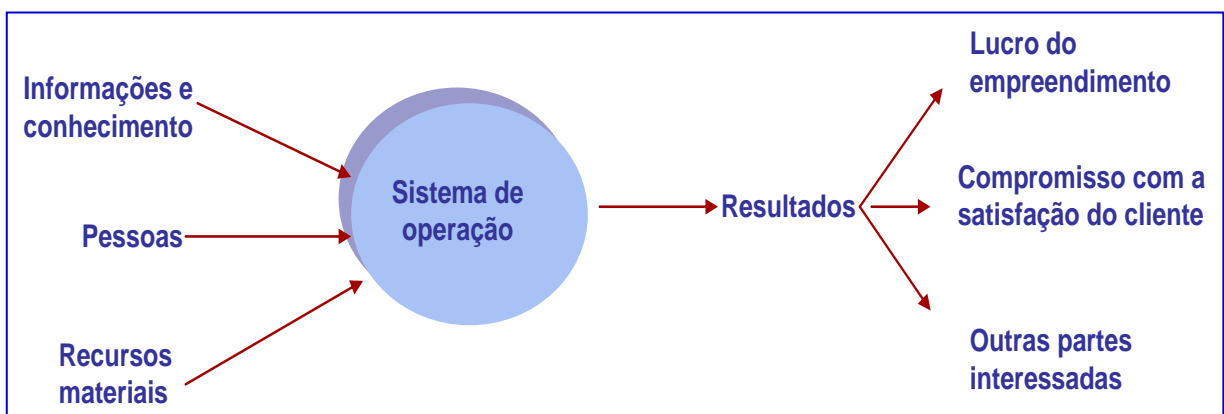 Informações e
conhecimento
Pessoas
Recursos
materiais
Sistema de
operação
Resultados
Lucro do
empreendimento
Compromisso com a
satisfação do cliente
Outras partes
interessadas